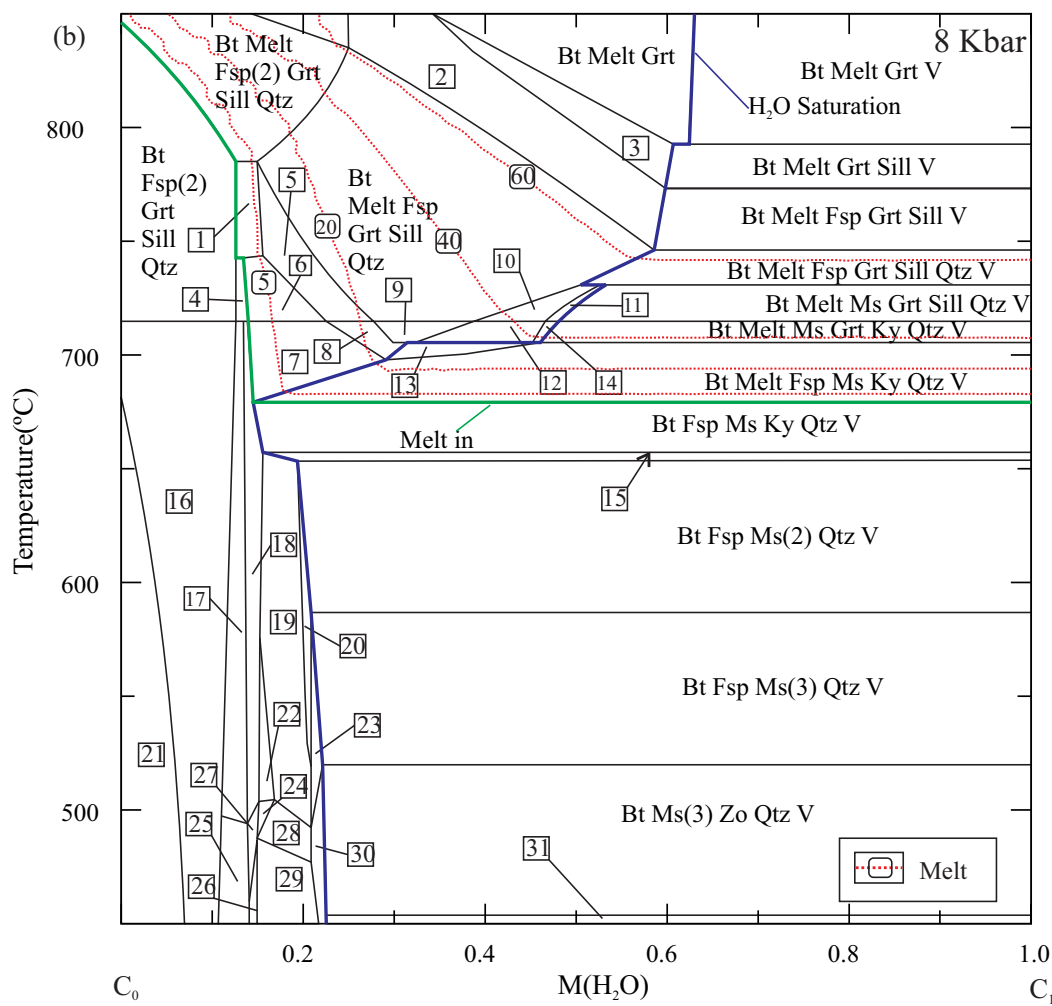 (b)
8 Kbar
Bt Melt
Fsp(2) Grt
Sill Qtz
2
Bt Melt Grt
Bt Melt Grt V
H₂O Saturation
800
3
Bt Melt Grt Sill V
Bt
Fsp(2)
Grt
Sill
Qtz
5
Bt
Melt Fsp
Grt Sill
Qtz
60
Bt Melt Fsp Grt Sill V
20
40
1
6
5
10
Bt Melt Fsp Grt Sill Qtz V
4
9
11
Bt Melt Ms Grt Sill Qtz V
Bt Melt Ms Grt Ky Qtz V
700
7
8
13
12
14
Bt Melt Fsp Ms Ky Qtz V
Melt in
Bt Fsp Ms Ky Qtz V
15
16
18
Bt Fsp Ms(2) Qtz V
600
17
19
20
Bt Fsp Ms(3) Qtz V
22
23
21
27
24
500
25
28
Bt Ms(3) Zo Qtz V
30
31
26
29
Melt
Temperature(ºC)
0.2
0.4
0.6
0.8
1.0
C₀
M(H₂O)